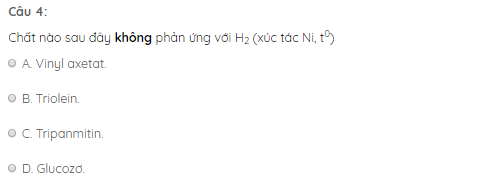 Câu 4:
Chất nào sau đây không phản ứng với H₂ (xúc tác Ni, t⁰)
A. Vinyl axetat.
B. Triolein.
C. Tripanmitin.
D. Glucozơ.